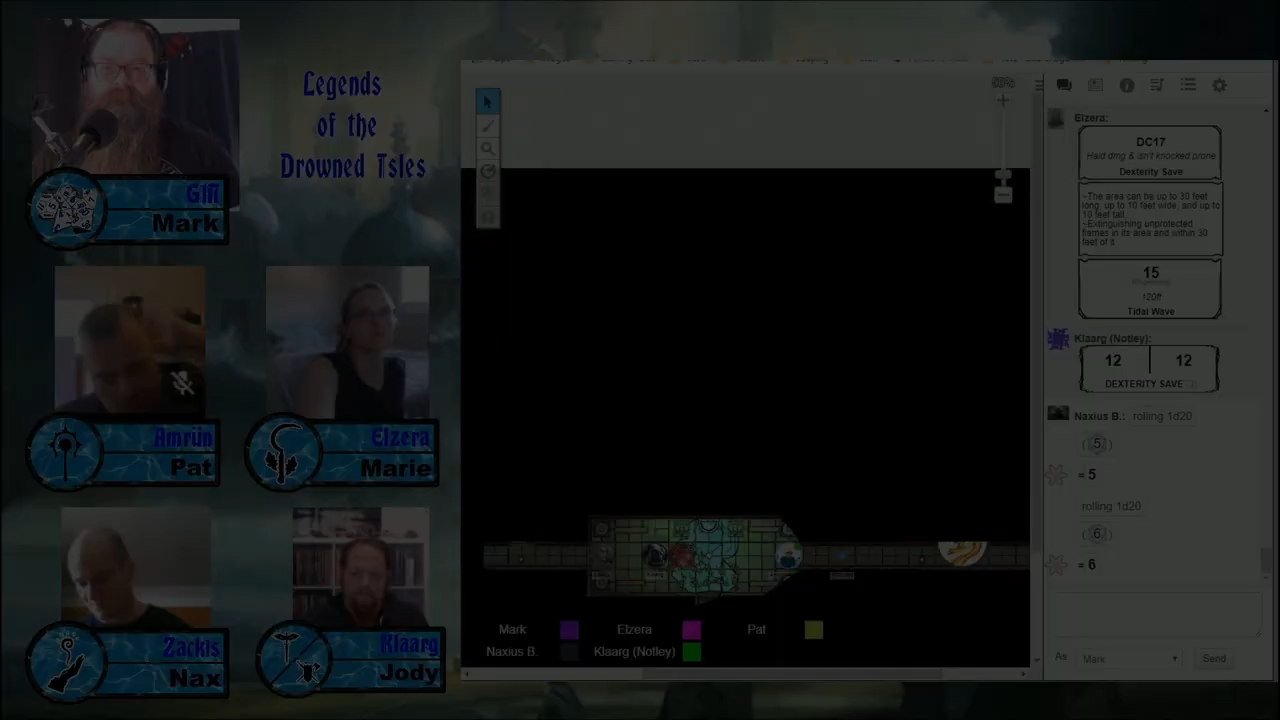 Legends
of the
Drowned Isles
GM
Mark
Amrün
Pat
Elzera
Marie
Zackis
Nax
Klaarg
Jody
Elzera:
DC17
Hald dmg & isn't knocked prone
Dexterity Save
~The area can be up to 30 feet
long, up to 10 feet wide, and up to
10 feet tall
~Extinguishing unprotected
flames in its area and within 30
feet of it
15
120ft
Tidal Wave
Klaarg (Notley):
12 12
DEXTERITY SAVE
Naxius B.: rolling 1d20
(5)
= 5
rolling 1d20
(6)
= 6
Mark Elzera Pat
Naxius B. Klaarg (Notley)
As Mark Send